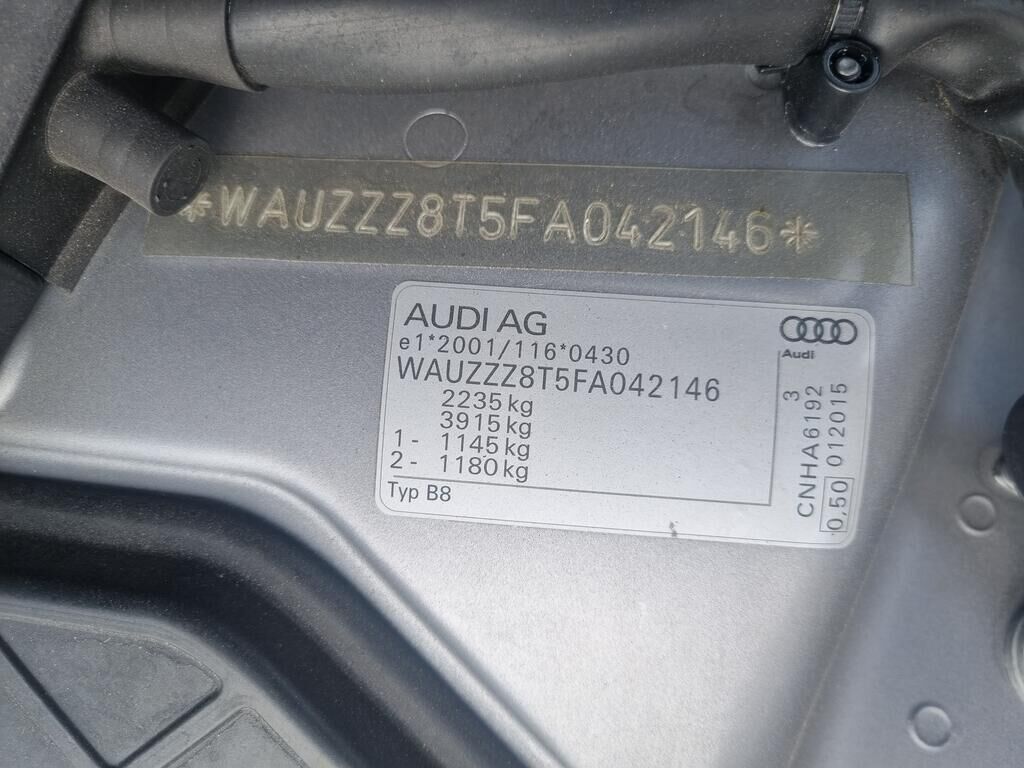 *WAUZZZ8T5FA042146*
AUDI AG
Audi
e1*2001/116*0430
WAUZZZ8T5FA042146
2235 kg
3915 kg
1- 1145 kg
2- 1180 kg
Typ B8
3
CNHA6192
0,50 012015